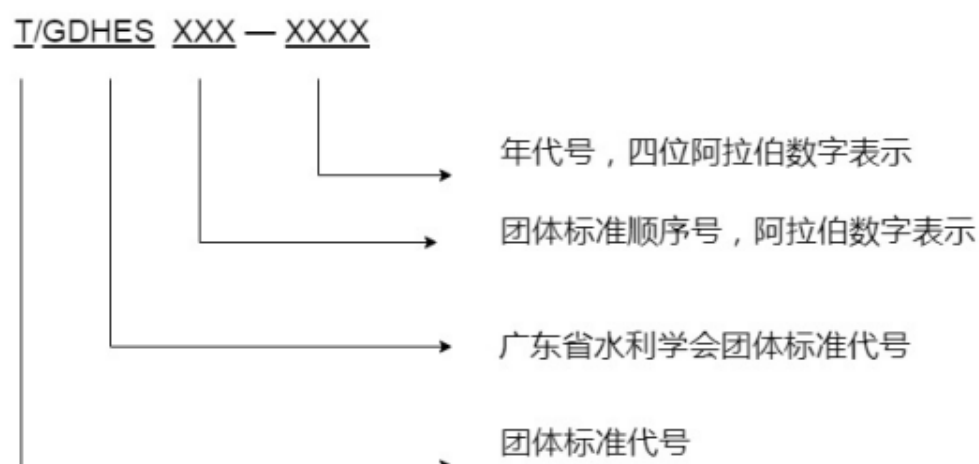 T/GDHES XXX — XXXX
年代号，四位阿拉伯数字表示
团体标准顺序号，阿拉伯数字表示
广东省水利学会团体标准代号
团体标准代号